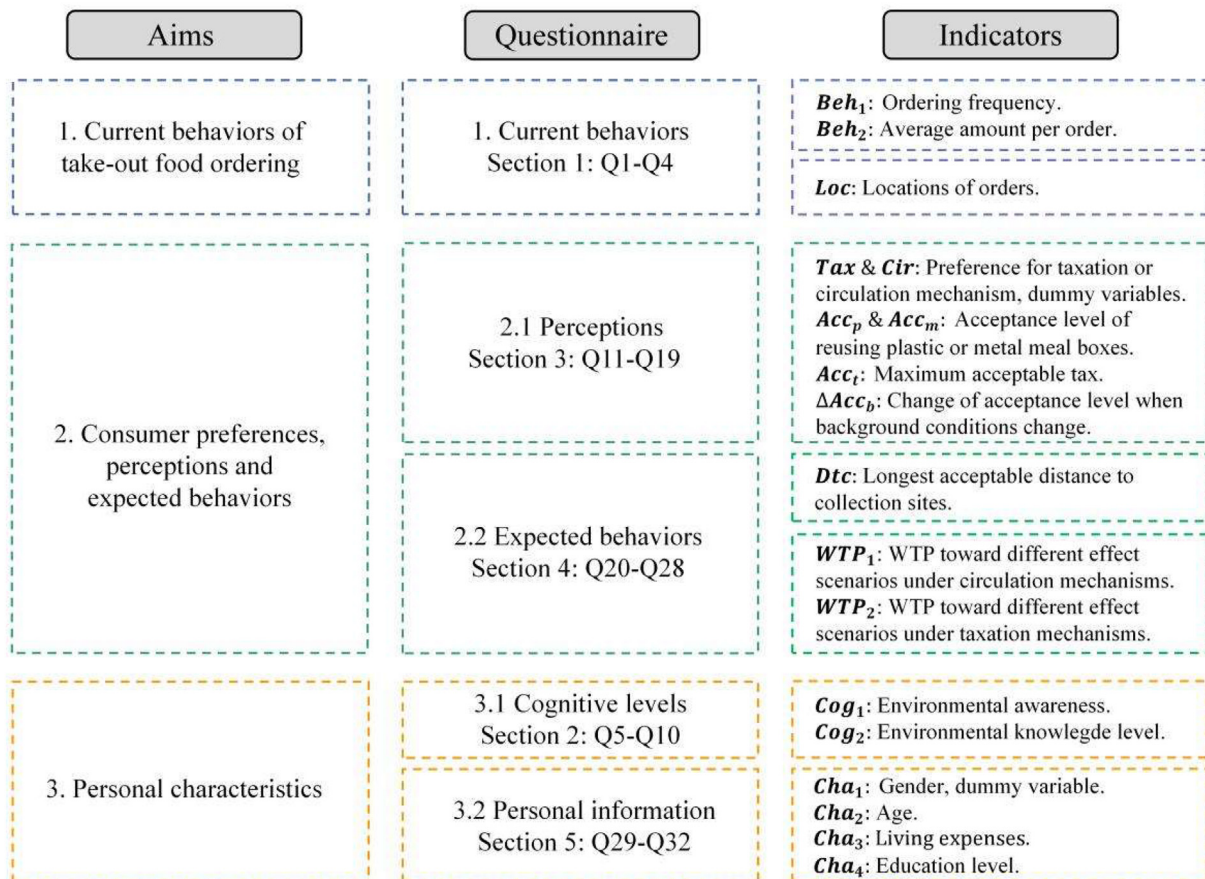 Aims
Questionnaire
Indicators
1. Current behaviors of
take-out food ordering
1. Current behaviors
Section 1: Q1-Q4
Beh₁: Ordering frequency.
Beh₂: Average amount per order.
Loc: Locations of orders.
2. Consumer preferences,
perceptions and
expected behaviors
2.1 Perceptions
Section 3: Q11-Q19
Tax & Cir: Preference for taxation or
circulation mechanism, dummy variables.
Accₚ & Accₘ: Acceptance level of
reusing plastic or metal meal boxes.
Accₜ: Maximum acceptable tax.
ΔAcc_b: Change of acceptance level when
background conditions change.
2.2 Expected behaviors
Section 4: Q20-Q28
Dtc: Longest acceptable distance to
collection sites.
WTP₁: WTP toward different effect
scenarios under circulation mechanisms.
WTP₂: WTP toward different effect
scenarios under taxation mechanisms.
3. Personal characteristics
3.1 Cognitive levels
Section 2: Q5-Q10
Cog₁: Environmental awareness.
Cog₂: Environmental knowlegde level.
3.2 Personal information
Section 5: Q29-Q32
Cha₁: Gender, dummy variable.
Cha₂: Age.
Cha₃: Living expenses.
Cha₄: Education level.